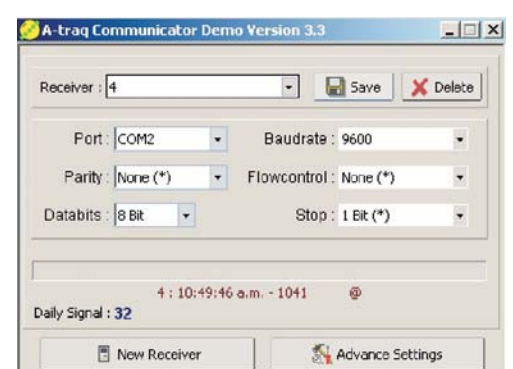 A-traq Communicator Demo Version 3.3
Receiver : 4 Save Delete
Port : COM2 Baudrate : 9600
Parity : None (*) Flowcontrol : None (*)
Databits : 8 Bit Stop : 1 Bit (*)
4 : 10:49:46 a.m. - 1041 @
Daily Signal : 32
New Receiver Advance Settings